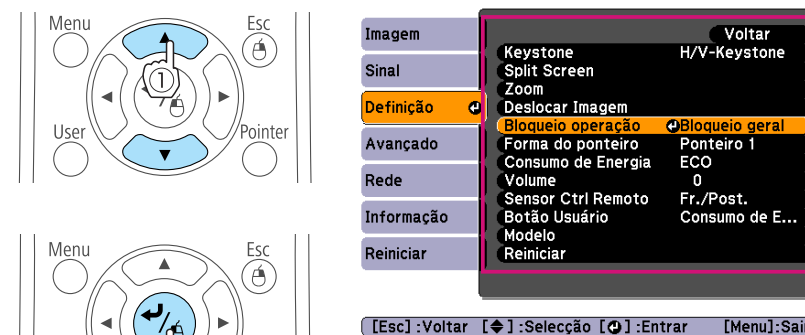 Menu
Esc
1
User
Pointer
Menu
Esc
Imagem
Sinal
Definição
Avançado
Rede
Informação
Reiniciar
Voltar
Keystone H/V-Keystone
Split Screen
Zoom
Deslocar Imagem
Bloqueio operação Bloqueio geral
Forma do ponteiro Ponteiro 1
Consumo de Energia ECO
Volume 0
Sensor Ctrl Remoto Fr./Post.
Botão Usuário Consumo de E...
Modelo
Reiniciar
[Esc] :Voltar [◆] :Selecção [⏎] :Entrar [Menu]:Sai